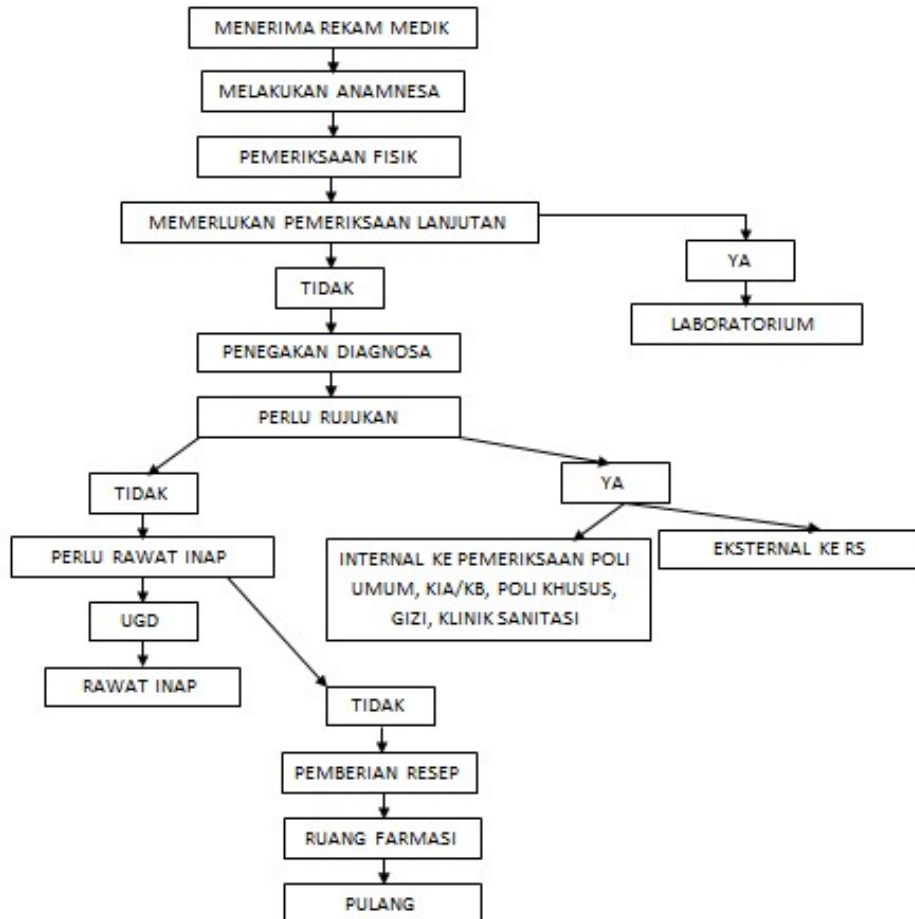 MENERIMA REKAM MEDIK
MELAKUKAN ANAMNESA
PEMERIKSAAN FISIK
MEMERLUKAN PEMERIKSAAN LANJUTAN
YA
TIDAK
LABORATORIUM
PENEGAKAN DIAGNOSA
PERLU RUJUKAN
TIDAK
YA
PERLU RAWAT INAP
INTERNAL KE PEMERIKSAAN POLI
UMUM, KIA/KB, POLI KHUSUS,
GIZI, KLINIK SANITASI
EKSTERNAL KE RS
UGD
RAWAT INAP
TIDAK
PEMBERIAN RESEP
RUANG FARMASI
PULANG